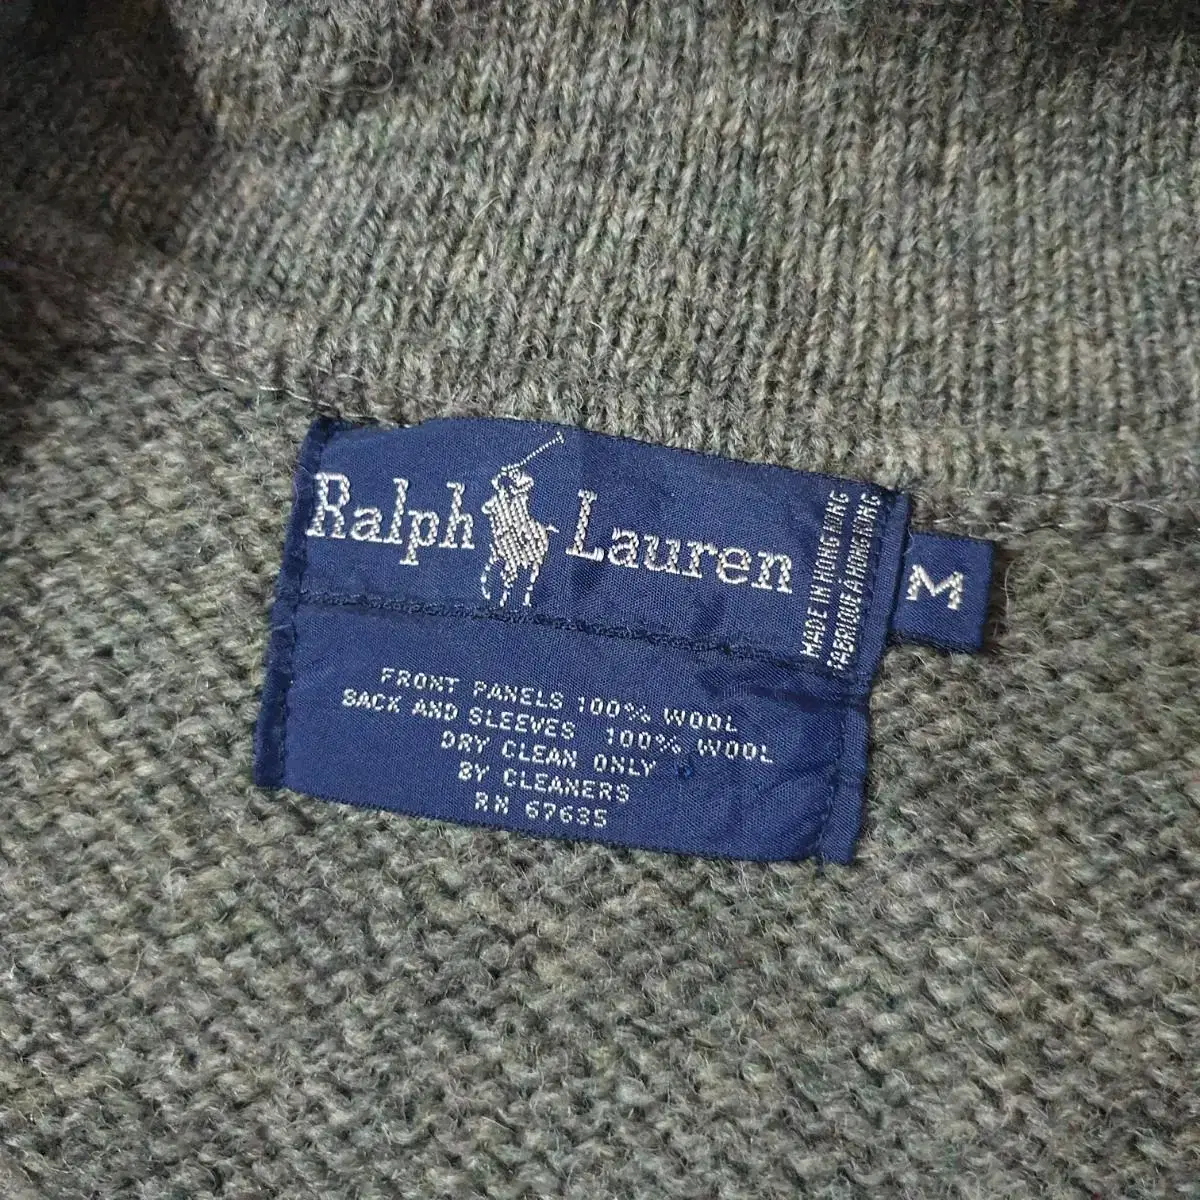 Ralph Lauren
MADE IN HONG KONG
FABRIQUE À HONG KONG
M
FRONT PANELS 100% WOOL
BACK AND SLEEVES 100% WOOL
DRY CLEAN ONLY
BY CLEANERS
RN 67635